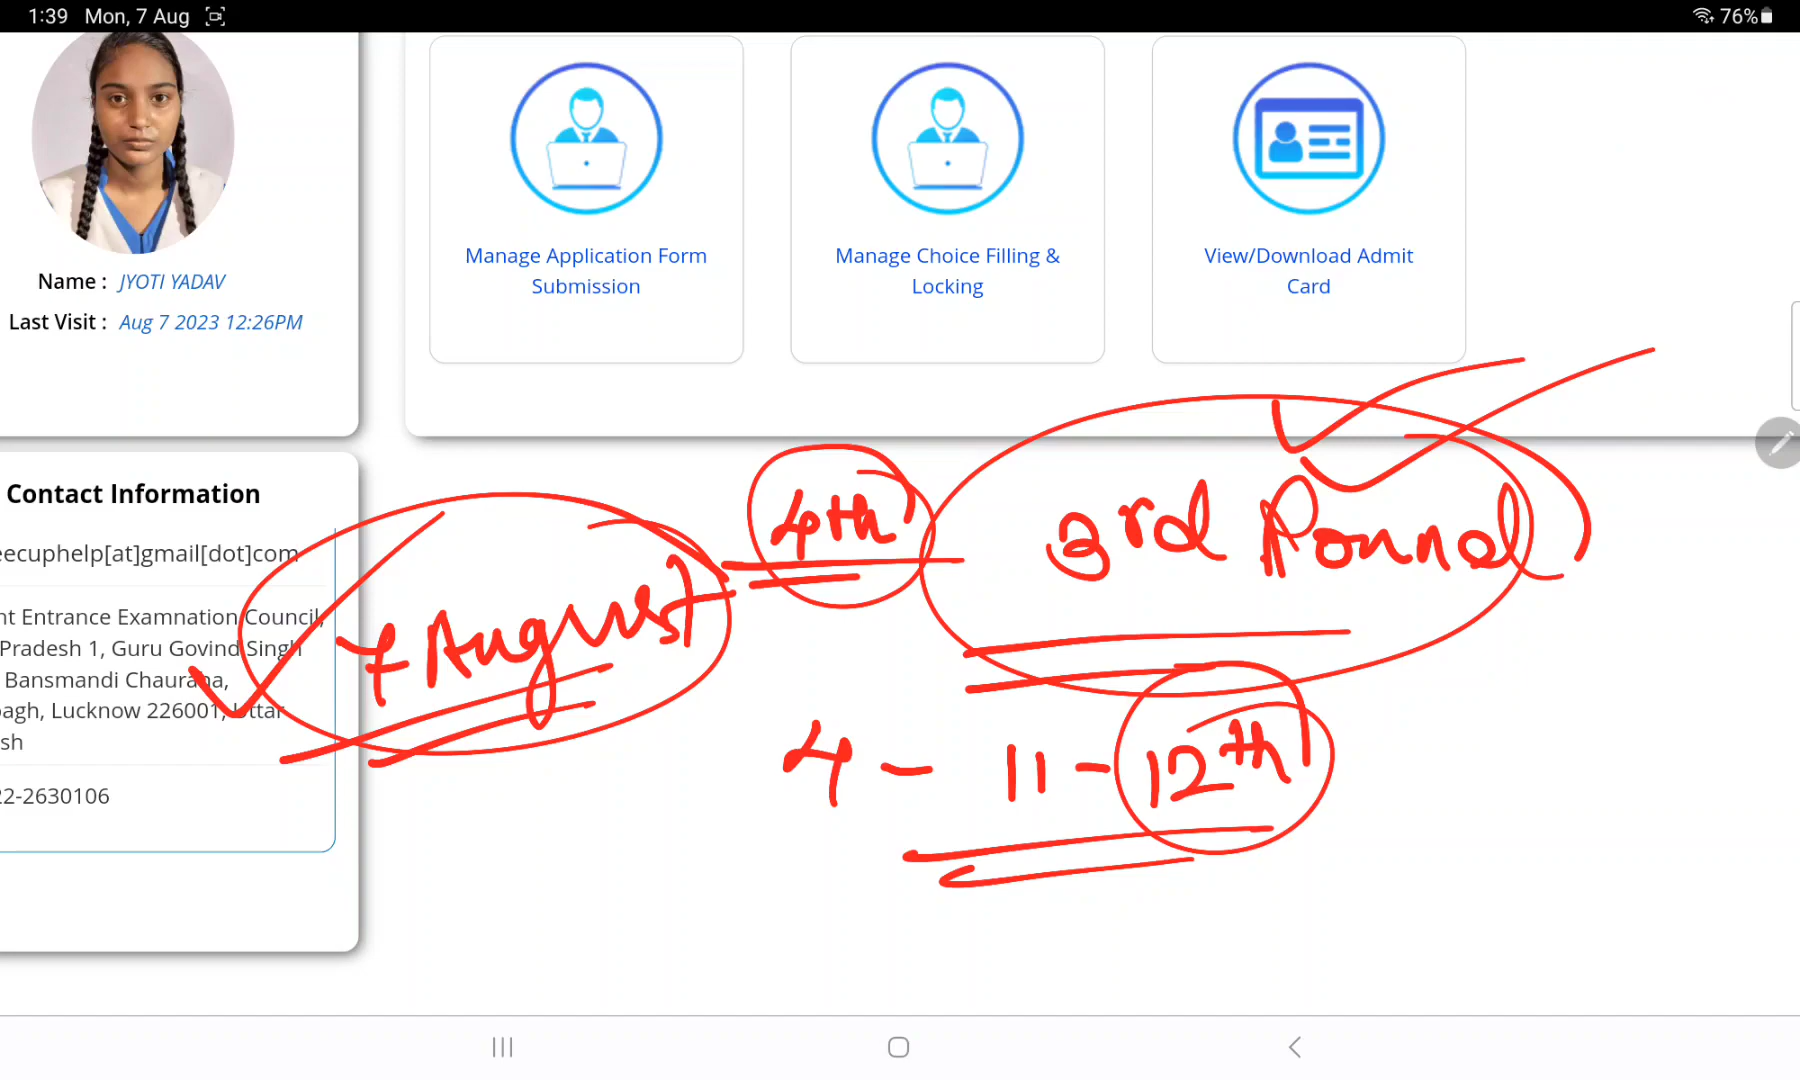 1:39 Mon, 7 Aug
76%
Manage Application Form
Submission
Manage Choice Filling &
Locking
View/Download Admit
Card
Name : JYOTI YADAV
Last Visit : Aug 7 2023 12:26PM
Contact Information
eecuphelp[at]gmail[dot]com
nt Entrance Examnation Council,
Pradesh 1, Guru Govind Singh
Bansmandi Chauraha,
bagh, Lucknow 226001, Uttar
sh
22-2630106
4th 3rd Round
7 August
4 - 11 - 12th